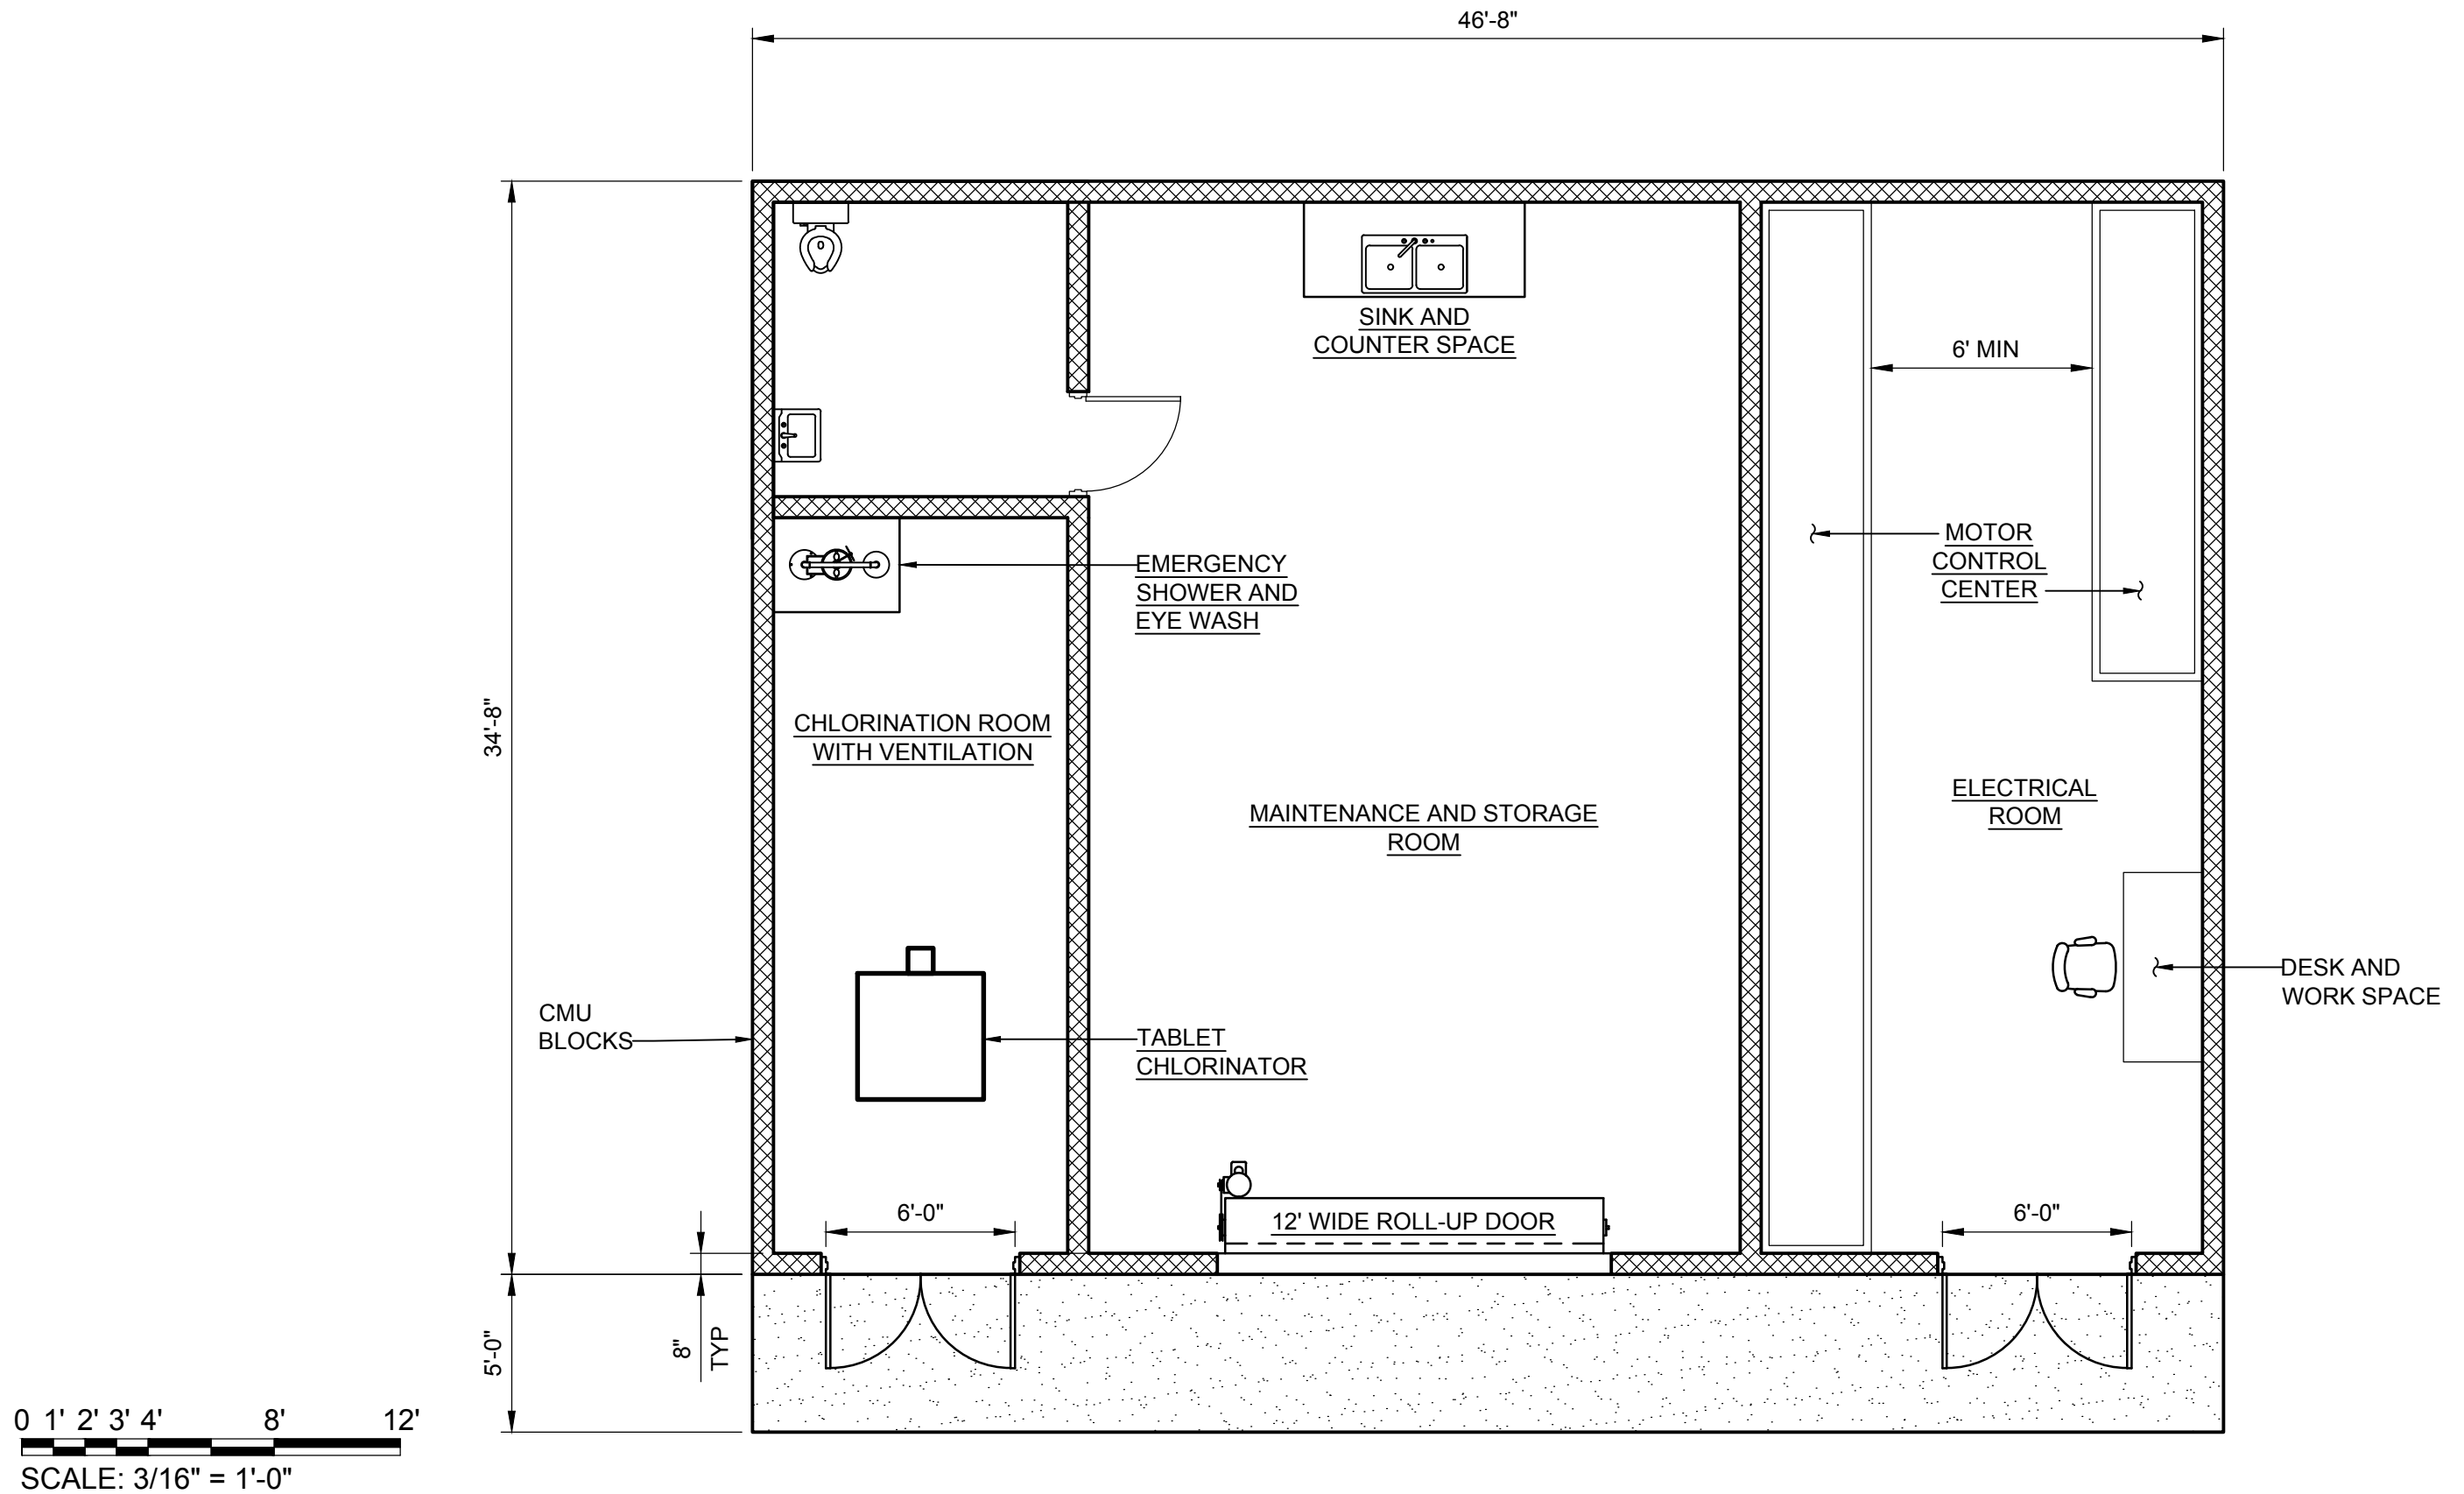 46'-8"
SINK AND
COUNTER SPACE
6' MIN
MOTOR
CONTROL
CENTER
EMERGENCY
SHOWER AND
EYE WASH
34'-8"
CHLORINATION ROOM
WITH VENTILATION
MAINTENANCE AND STORAGE
ROOM
ELECTRICAL
ROOM
DESK AND
WORK SPACE
CMU
BLOCKS
TABLET
CHLORINATOR
6'-0"
12' WIDE ROLL-UP DOOR
6'-0"
5'-0"
8"
TYP
0 1' 2' 3' 4' 8' 12'
SCALE: 3/16" = 1'-0"